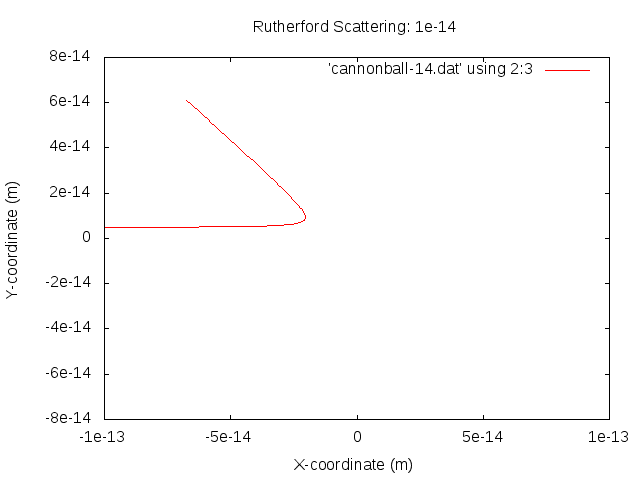 Rutherford Scattering: 1e-14
'cannonball-14.dat' using 2:3
8e-14
6e-14
4e-14
2e-14
0
-2e-14
-4e-14
-6e-14
-8e-14
Y-coordinate (m)
-1e-13 -5e-14 0 5e-14 1e-13
X-coordinate (m)